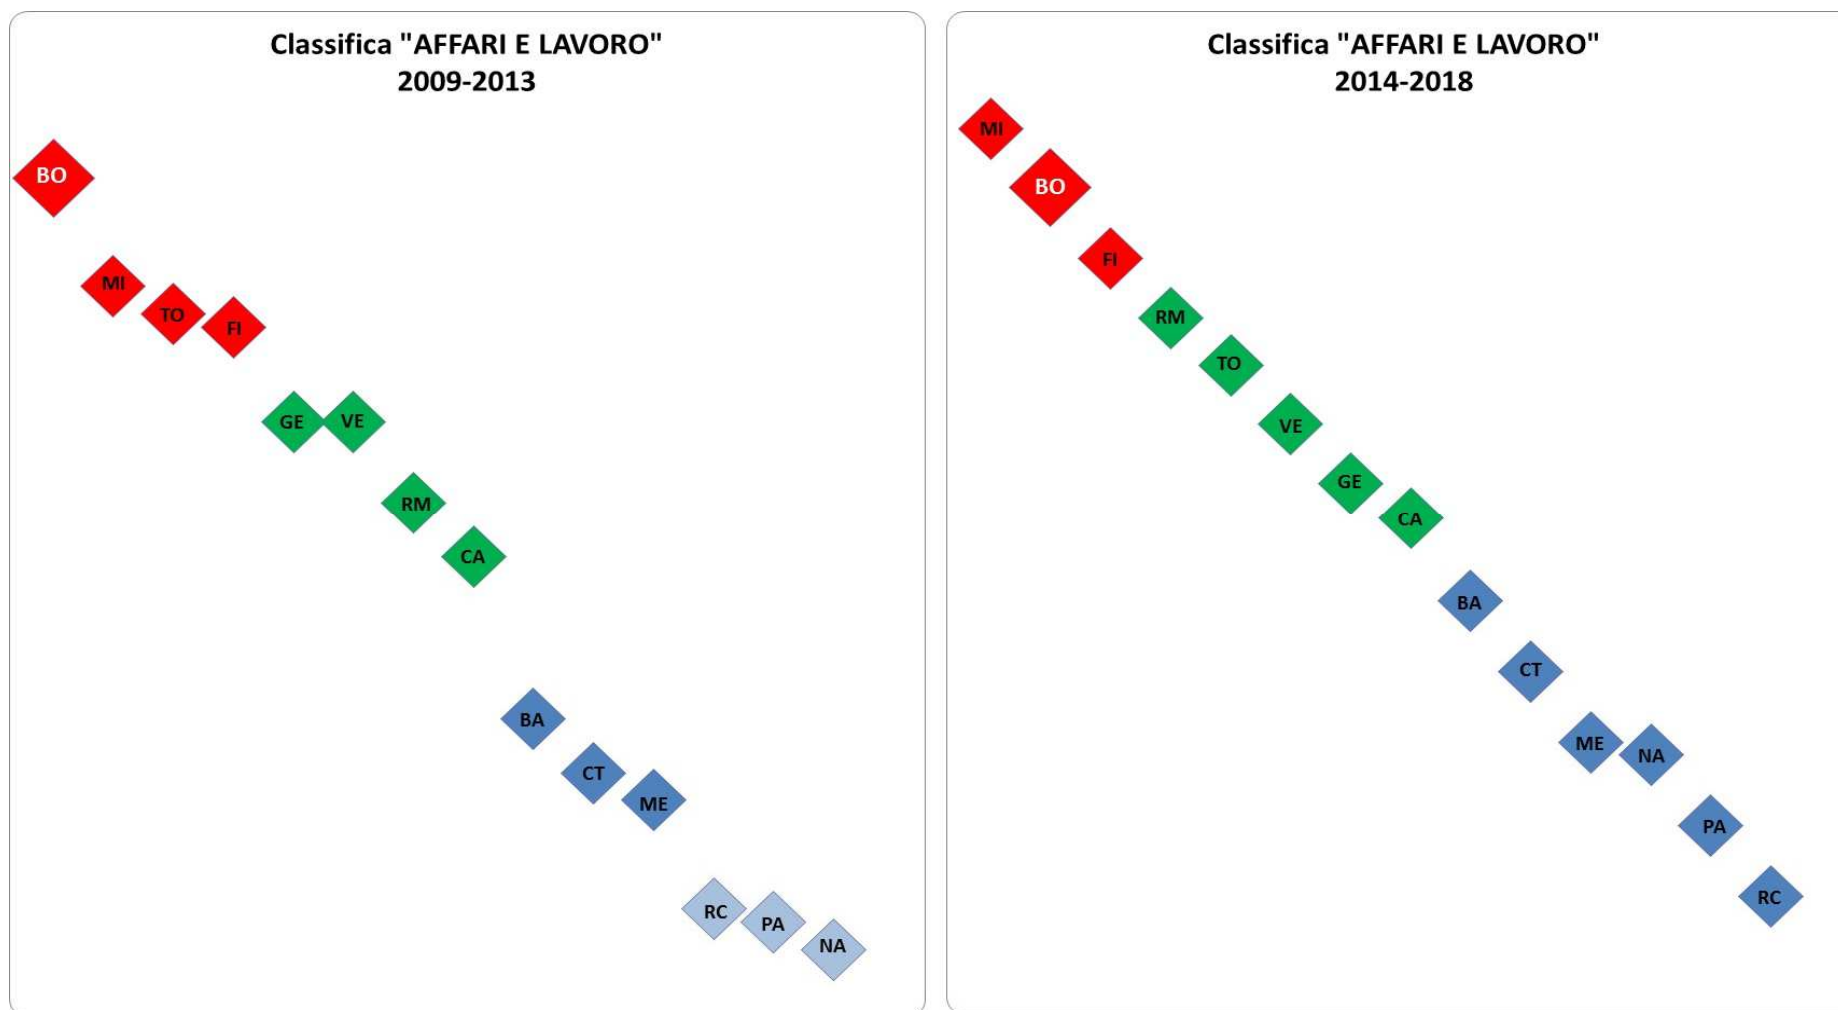 Classifica "AFFARI E LAVORO"
2009-2013
BO
MI
TO
FI
GE
VE
RM
CA
BA
CT
ME
RC
PA
NA
Classifica "AFFARI E LAVORO"
2014-2018
MI
BO
FI
RM
TO
VE
GE
CA
BA
CT
ME
NA
PA
RC